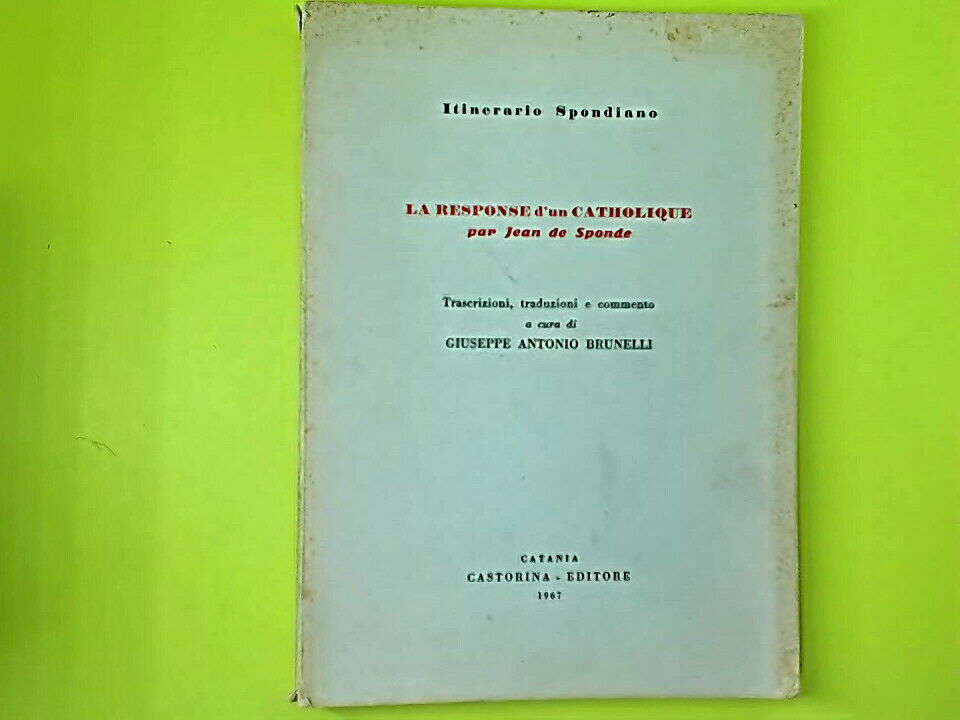 Itinerario Spondiano
LA RESPONSE d'un CATHOLIQUE
par Jean de Sponde
Trascrizioni, traduzioni e commento
a cura di
GIUSEPPE ANTONIO BRUNELLI
CATANIA
CASTORINA - EDITORE
1967